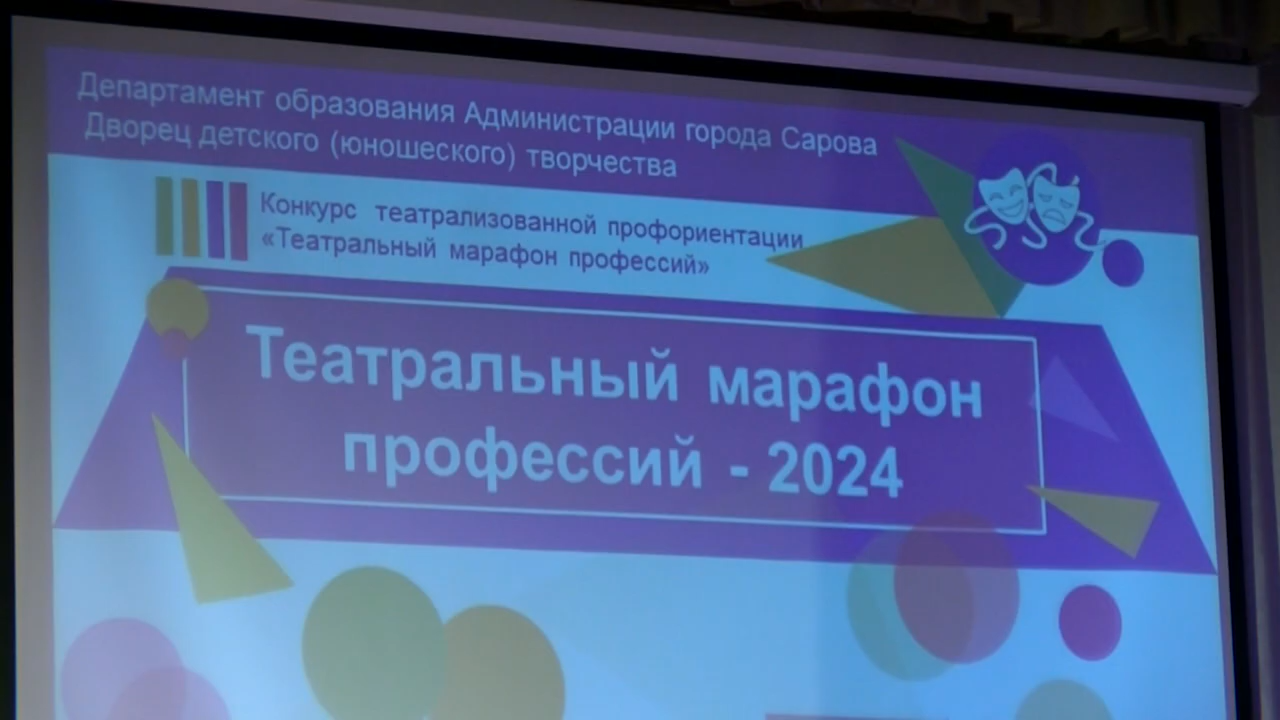 Департамент образования Администрации города Сарова
Дворец детского (юношеского) творчества
Конкурс театрализованной профориентации
«Театральный марафон профессий»
Театральный марафон
профессий - 2024